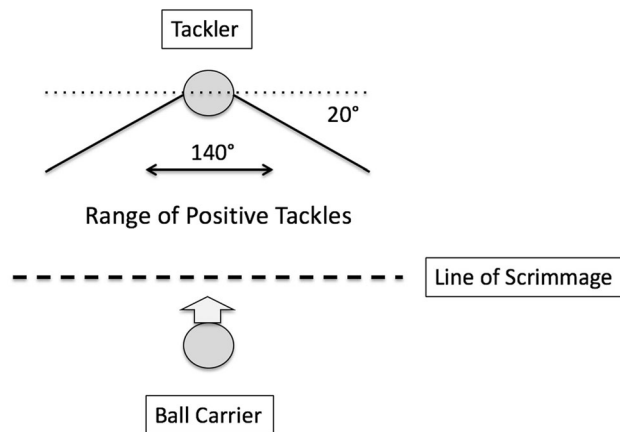 Tackler
20°
140°
Range of Positive Tackles
Line of Scrimmage
Ball Carrier